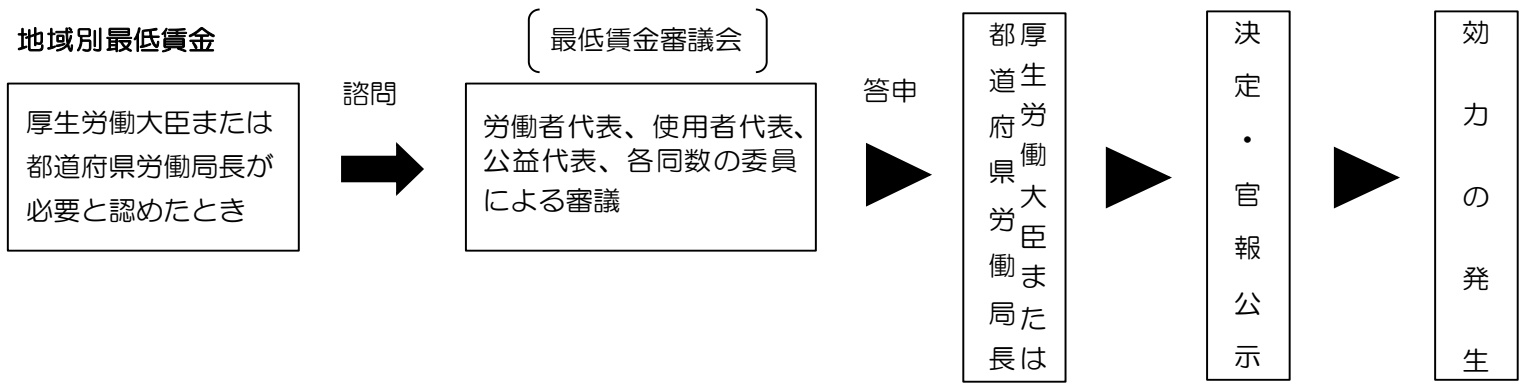 地域別最低賃金
厚生労働大臣または
都道府県労働局長が
必要と認めたとき
諮問
最低賃金審議会
労働者代表、使用者代表、
公益代表、各同数の委員
による審議
答申
厚生労働大臣または
都道府県労働局長
決定・官報公示
効力の発生